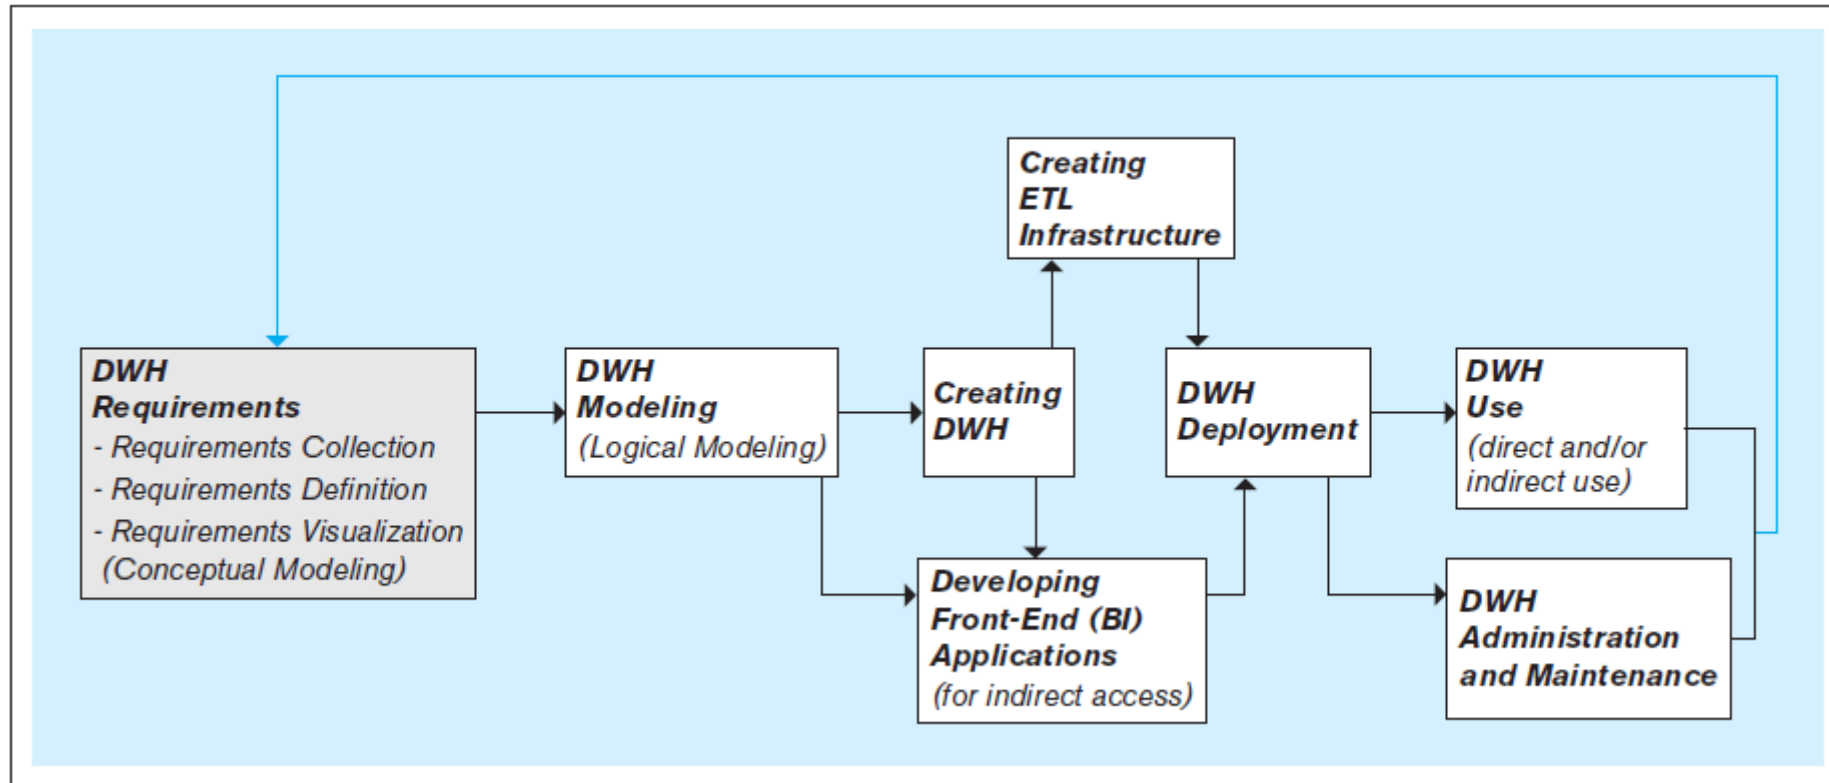 DWH
Requirements
- Requirements Collection
- Requirements Definition
- Requirements Visualization
(Conceptual Modeling)
DWH
Modeling
(Logical Modeling)
Creating
DWH
Creating
ETL
Infrastructure
Developing
Front-End (BI)
Applications
(for indirect access)
DWH
Deployment
DWH
Use
(direct and/or
indirect use)
DWH
Administration
and Maintenance